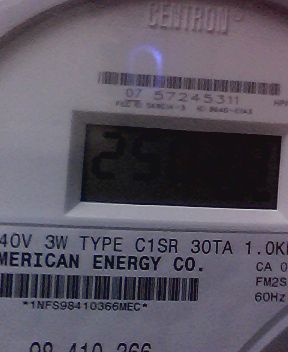 CENTRON
07 57245311
25
40V 3W TYPE C1SR 30TA 1.0K
MERICAN ENERGY CO.
CA 0
FM2S
60Hz
*1NFS98410366MEC*
98 410 366